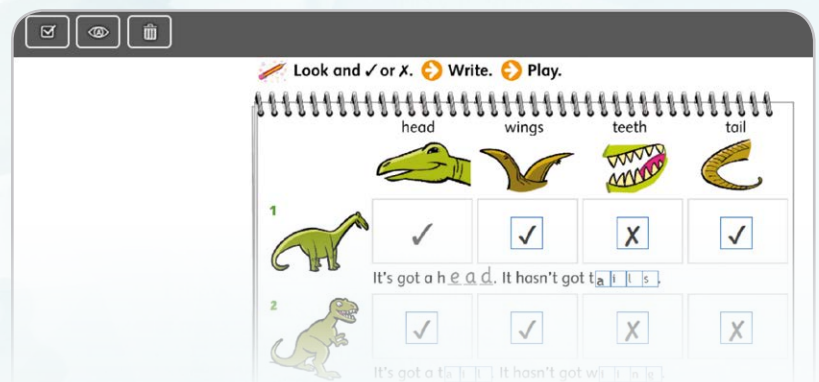 Look and ✓ or ✗. Write. Play.
head wings teeth tail
1
✓ ✓ ✗ ✓
It's got a head. It hasn't got tails.
2
✓ ✓ ✗ ✗
It's got a tail. It hasn't got